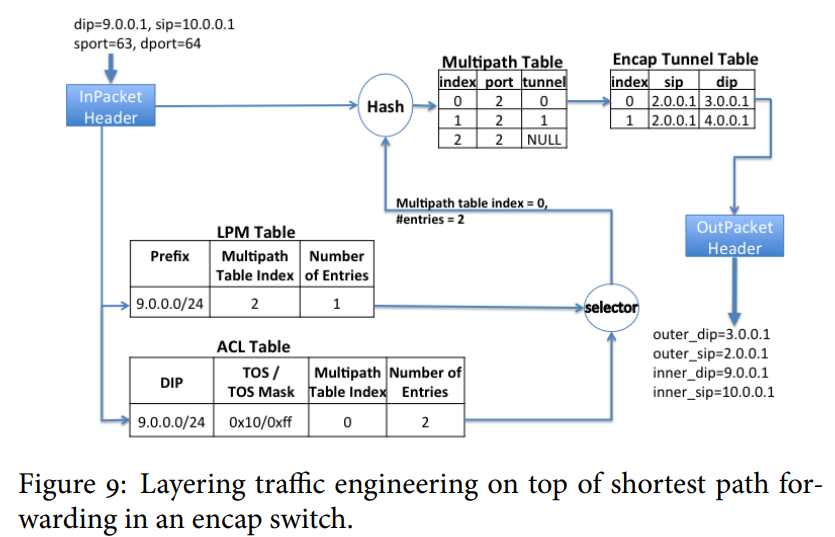 dip=9.0.0.1, sip=10.0.0.1
sport=63, dport=64
InPacket
Header
Hash
Multipath Table
index port tunnel
0 2 0
1 2 1
2 2 NULL
Encap Tunnel Table
index sip dip
0 2.0.0.1 3.0.0.1
1 2.0.0.1 4.0.0.1
Multipath table index = 0,
#entries = 2
LPM Table
Prefix Multipath Number
Table Index of Entries
9.0.0.0/24 2 1
selector
OutPacket
Header
ACL Table
DIP TOS / Multipath Number of
TOS Mask Table Index Entries
9.0.0.0/24 0x10/0xff 0 2
outer_dip=3.0.0.1
outer_sip=2.0.0.1
inner_dip=9.0.0.1
inner_sip=10.0.0.1
Figure 9: Layering traffic engineering on top of shortest path for-
warding in an encap switch.